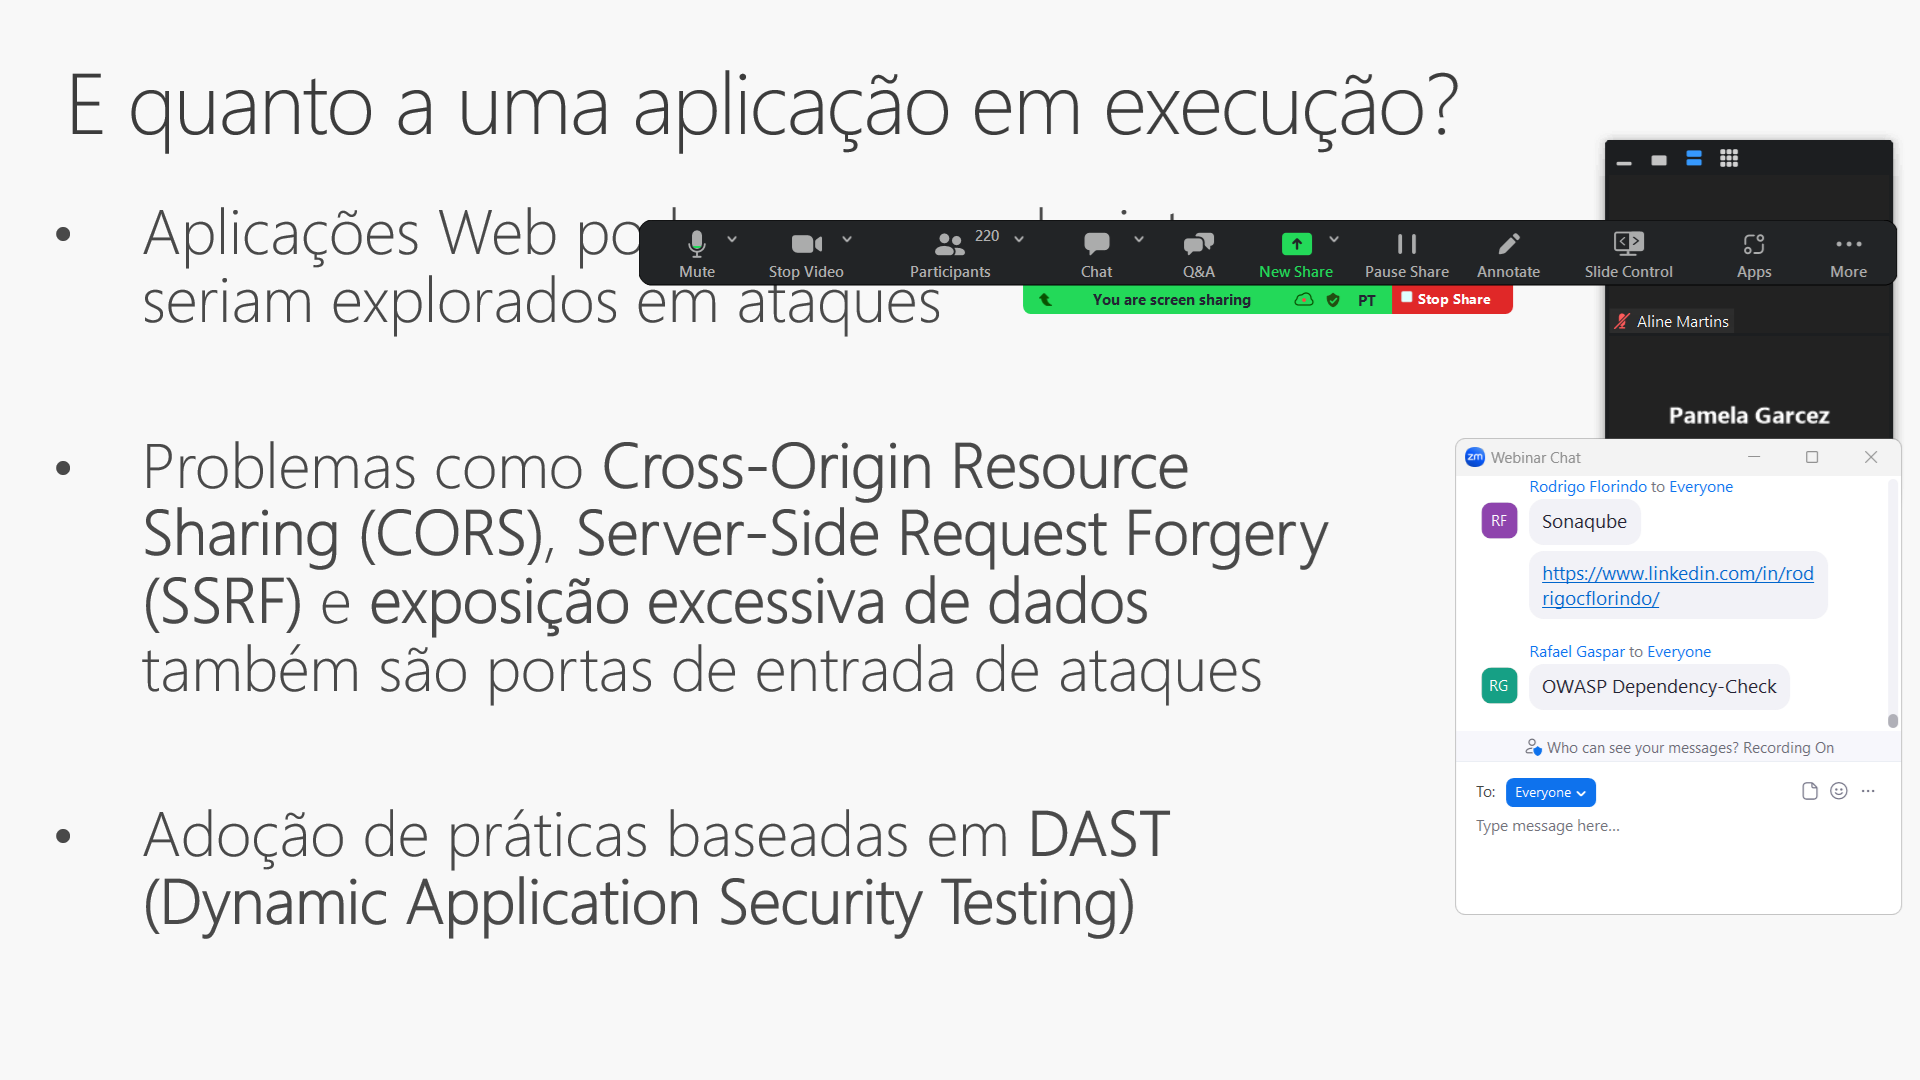 E quanto a uma aplicação em execução?
• Aplicações Web
seriam explorados em ataques
• Problemas como Cross-Origin Resource
Sharing (CORS), Server-Side Request Forgery
(SSRF) e exposição excessiva de dados
também são portas de entrada de ataques
• Adoção de práticas baseadas em DAST
(Dynamic Application Security Testing)
220
Mute
Stop Video
Participants
Chat
Q&A
New Share
Pause Share
Annotate
Slide Control
Apps
More
You are screen sharing
PT
Stop Share
Aline Martins
Pamela Garcez
zm Webinar Chat
Rodrigo Florindo to Everyone
RF
Sonaqube
https://www.linkedin.com/in/rod
rigocflorindo/
Rafael Gaspar to Everyone
RG
OWASP Dependency-Check
Who can see your messages? Recording On
To: Everyone
Type message here...